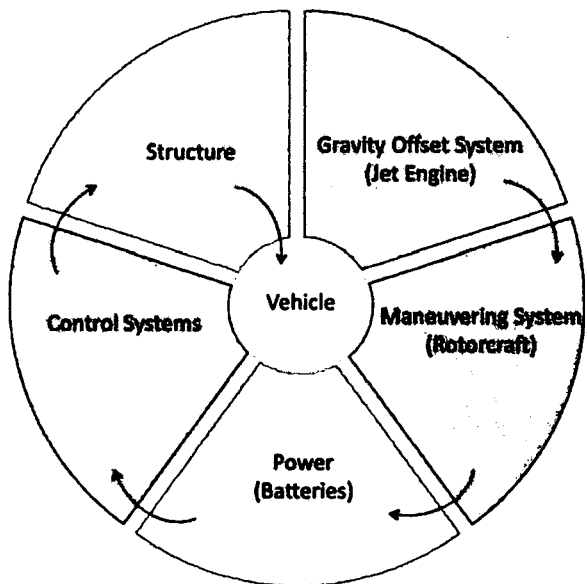 Structure
Gravity Offset System
(Jet Engine)
Vehicle
Control Systems
Maneuvering System
(Rotorcraft)
Power
(Batteries)